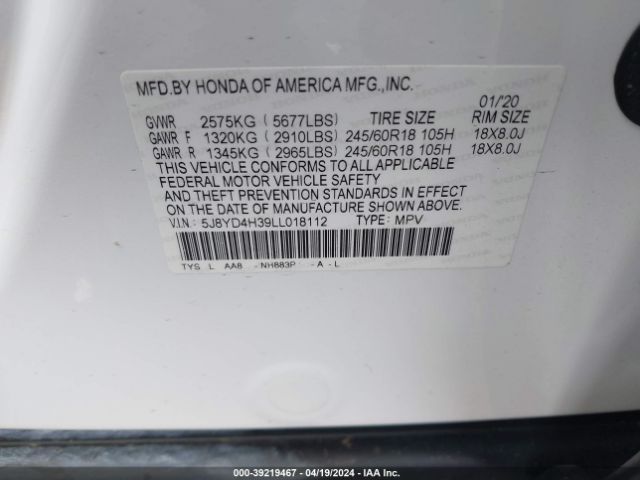 MFD.BY HONDA OF AMERICA MFG.,INC.
01/'20
GVWR 2575KG ( 5677LBS) TIRE SIZE RIM SIZE
GAWR F 1320KG ( 2910LBS) 245/60R18 105H 18X8.0J
GAWR R 1345KG ( 2965LBS) 245/60R18 105H 18X8.0J
THIS VEHICLE CONFORMS TO ALL APPLICABLE
FEDERAL MOTOR VEHICLE SAFETY
AND THEFT PREVENTION STANDARDS IN EFFECT
ON THE DATE OF MANUFACTURE SHOWN ABOVE.
V.I.N: 5J8YD4H39LL018112 TYPE: MPV
TYS L AA8 -NH883P -A -L
000-39219467 - 04/19/2024 - IAA Inc.